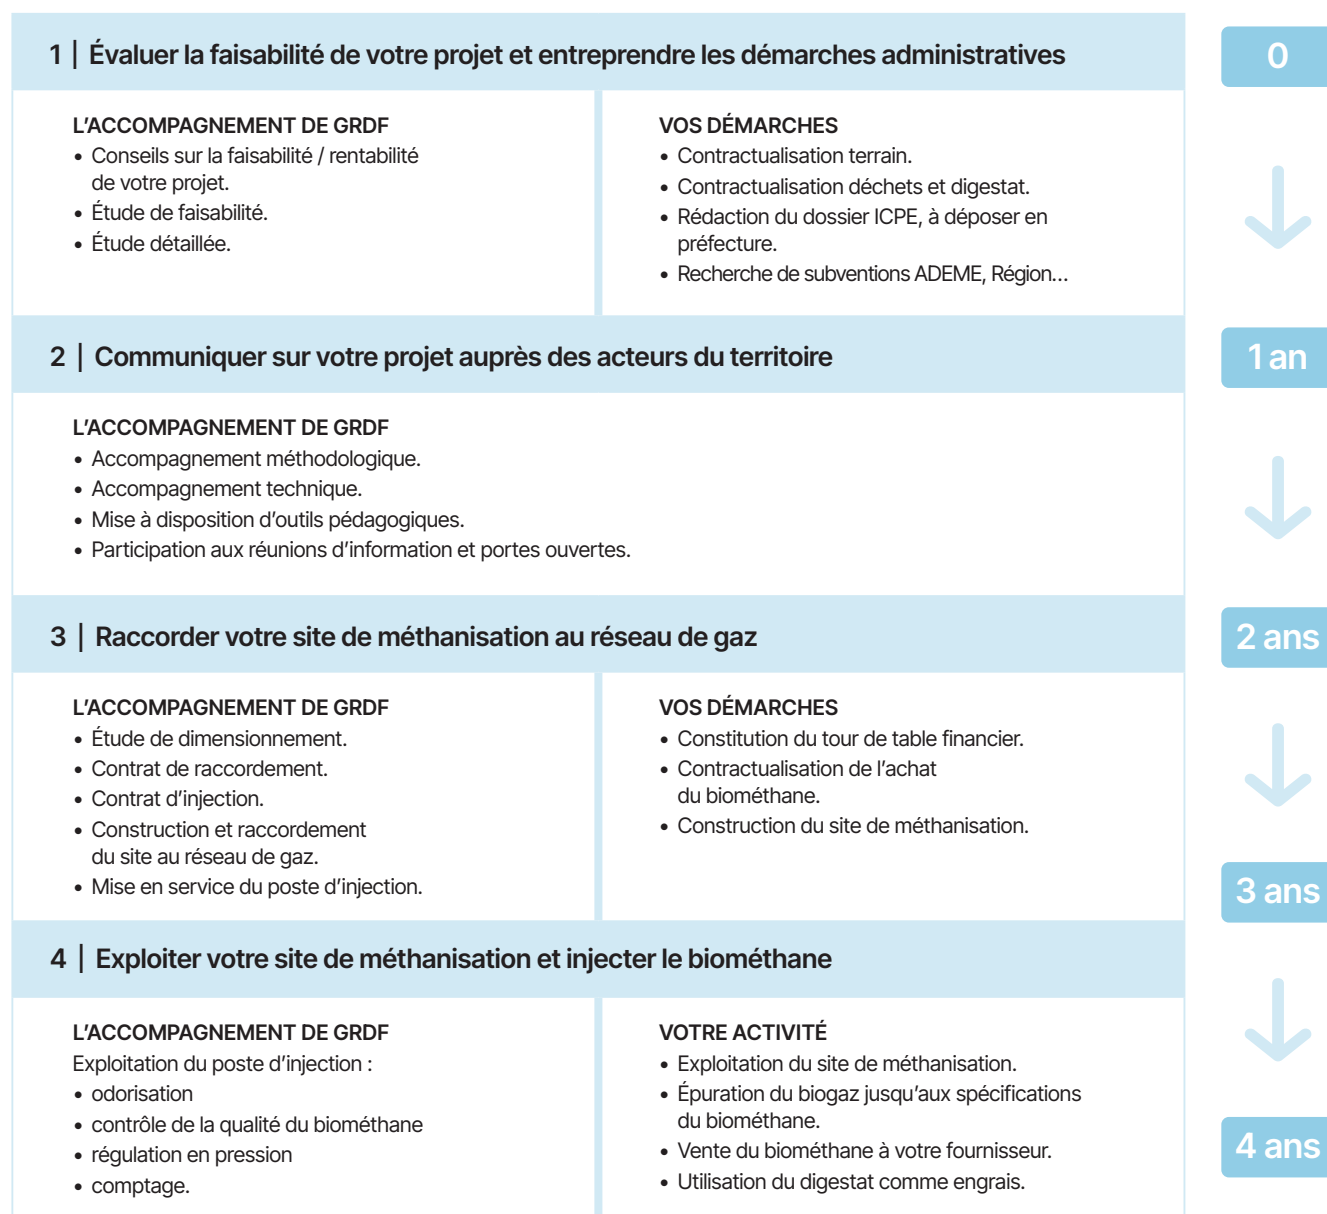 1 | Évaluer la faisabilité de votre projet et entreprendre les démarches administratives
0
L'ACCOMPAGNEMENT DE GRDF
• Conseils sur la faisabilité / rentabilité
de votre projet.
• Étude de faisabilité.
• Étude détaillée.
VOS DÉMARCHES
• Contractualisation terrain.
• Contractualisation déchets et digestat.
• Rédaction du dossier ICPE, à déposer en
préfecture.
• Recherche de subventions ADEME, Région…
2 | Communiquer sur votre projet auprès des acteurs du territoire
1 an
L'ACCOMPAGNEMENT DE GRDF
• Accompagnement méthodologique.
• Accompagnement technique.
• Mise à disposition d'outils pédagogiques.
• Participation aux réunions d'information et portes ouvertes.
3 | Raccorder votre site de méthanisation au réseau de gaz
2 ans
L'ACCOMPAGNEMENT DE GRDF
• Étude de dimensionnement.
• Contrat de raccordement.
• Contrat d'injection.
• Construction et raccordement
du site au réseau de gaz.
• Mise en service du poste d'injection.
VOS DÉMARCHES
• Constitution du tour de table financier.
• Contractualisation de l'achat
du biométhane.
• Construction du site de méthanisation.
3 ans
4 | Exploiter votre site de méthanisation et injecter le biométhane
L'ACCOMPAGNEMENT DE GRDF
Exploitation du poste d'injection :
• odorisation
• contrôle de la qualité du biométhane
• régulation en pression
• comptage.
VOTRE ACTIVITÉ
• Exploitation du site de méthanisation.
• Épuration du biogaz jusqu'aux spécifications
du biométhane.
• Vente du biométhane à votre fournisseur.
• Utilisation du digestat comme engrais.
4 ans